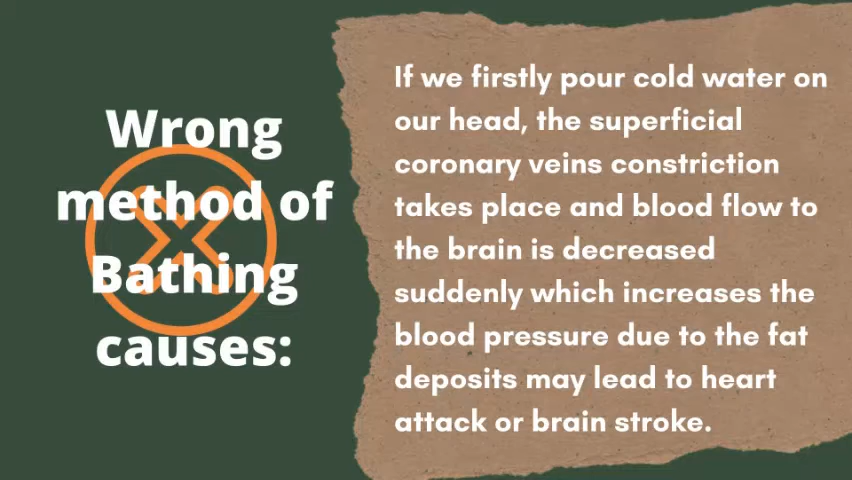 Wrong
method of
Bathing
causes:
If we firstly pour cold water on
our head, the superficial
coronary veins constriction
takes place and blood flow to
the brain is decreased
suddenly which increases the
blood pressure due to the fat
deposits may lead to heart
attack or brain stroke.